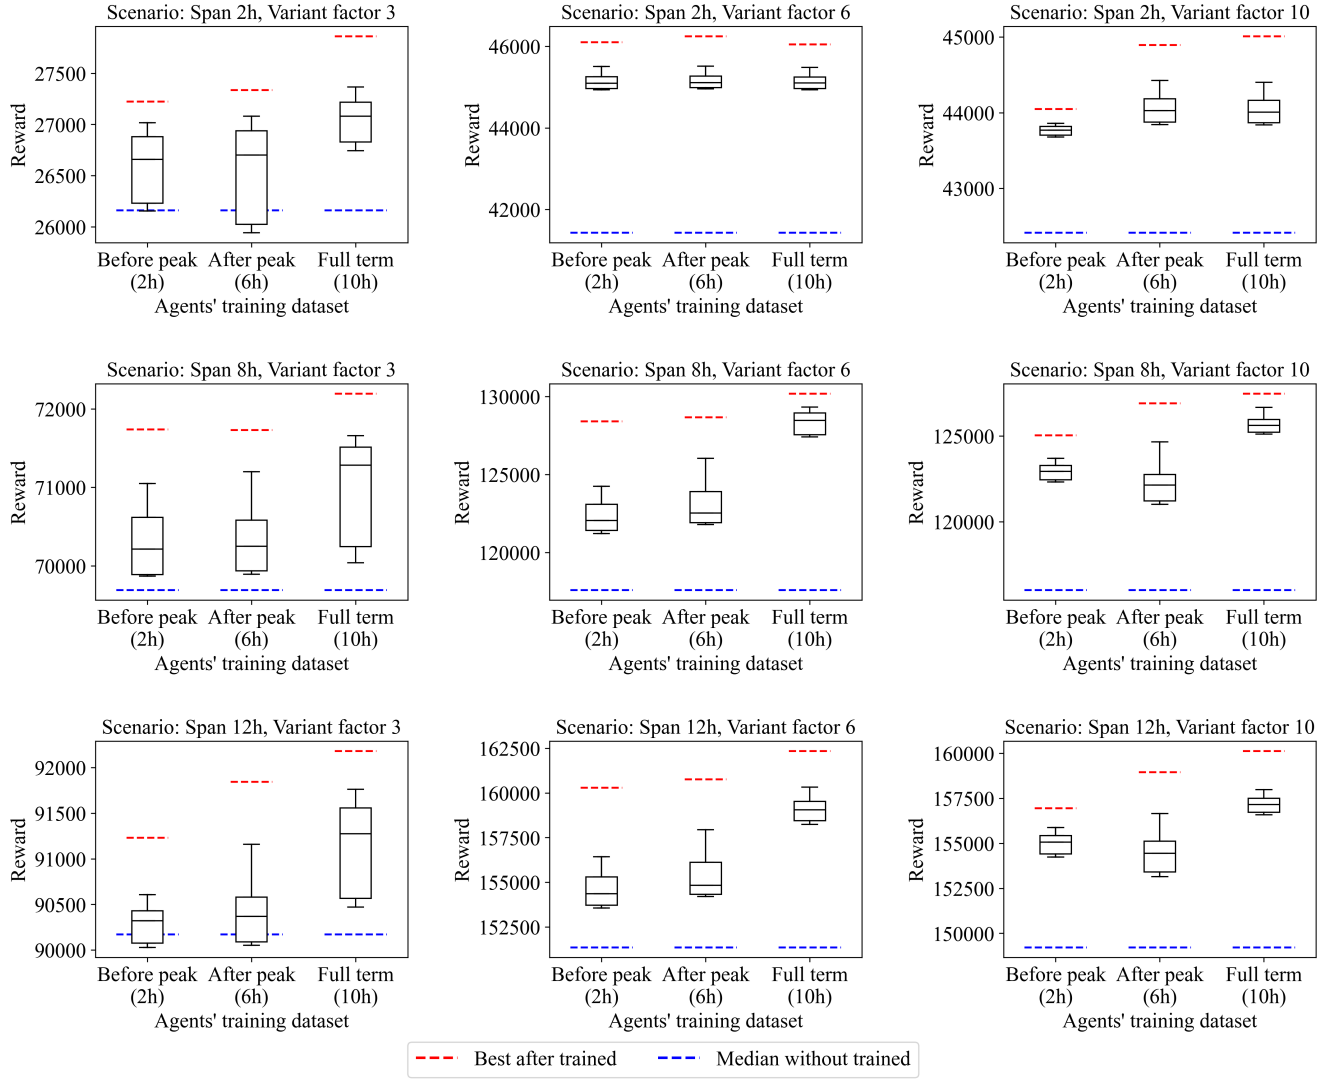 Scenario: Span 2h, Variant factor 3
Reward
27500
27000
26500
26000
Before peak After peak Full term
(2h) (6h) (10h)
Agents' training dataset
Scenario: Span 2h, Variant factor 6
Reward
46000
44000
42000
Before peak After peak Full term
(2h) (6h) (10h)
Agents' training dataset
Scenario: Span 2h, Variant factor 10
Reward
45000
44000
43000
Before peak After peak Full term
(2h) (6h) (10h)
Agents' training dataset
Scenario: Span 8h, Variant factor 3
Reward
72000
71000
70000
Before peak After peak Full term
(2h) (6h) (10h)
Agents' training dataset
Scenario: Span 8h, Variant factor 6
Reward
130000
125000
120000
Before peak After peak Full term
(2h) (6h) (10h)
Agents' training dataset
Scenario: Span 8h, Variant factor 10
Reward
125000
120000
Before peak After peak Full term
(2h) (6h) (10h)
Agents' training dataset
Scenario: Span 12h, Variant factor 3
Reward
92000
91500
91000
90500
90000
Before peak After peak Full term
(2h) (6h) (10h)
Agents' training dataset
Scenario: Span 12h, Variant factor 6
Reward
162500
160000
157500
155000
152500
Before peak After peak Full term
(2h) (6h) (10h)
Agents' training dataset
Scenario: Span 12h, Variant factor 10
Reward
160000
157500
155000
152500
150000
Before peak After peak Full term
(2h) (6h) (10h)
Agents' training dataset
Best after trained Median without trained